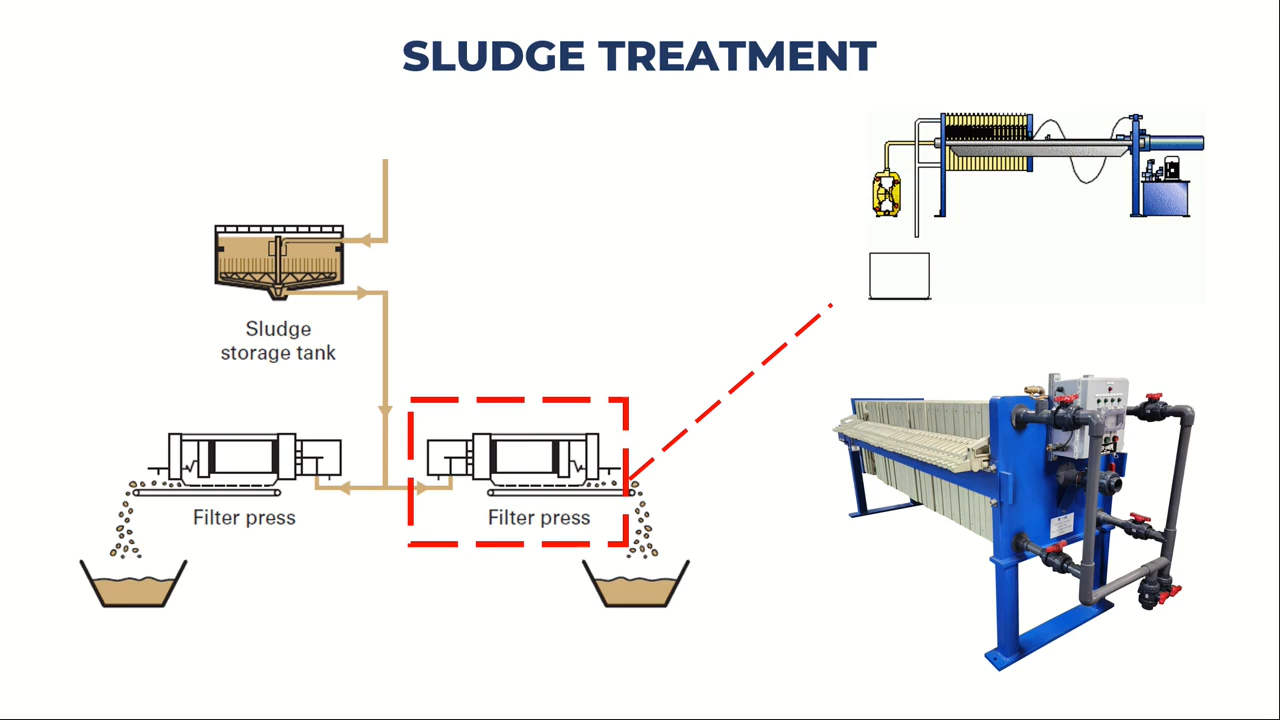 SLUDGE TREATMENT
Sludge
storage tank
Filter press
Filter press